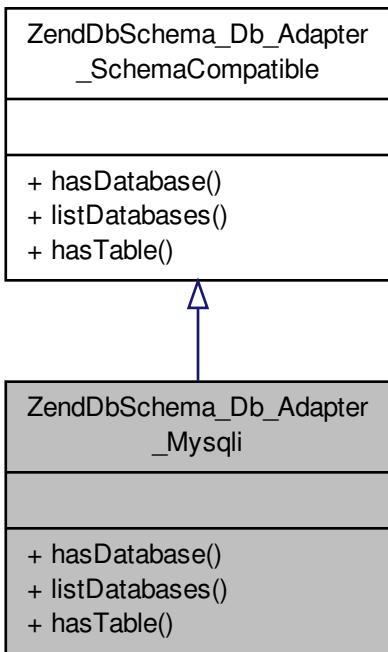 ZendDbSchema_Db_Adapter
_SchemaCompatible
+ hasDatabase()
+ listDatabases()
+ hasTable()
ZendDbSchema_Db_Adapter
_Mysqli
+ hasDatabase()
+ listDatabases()
+ hasTable()